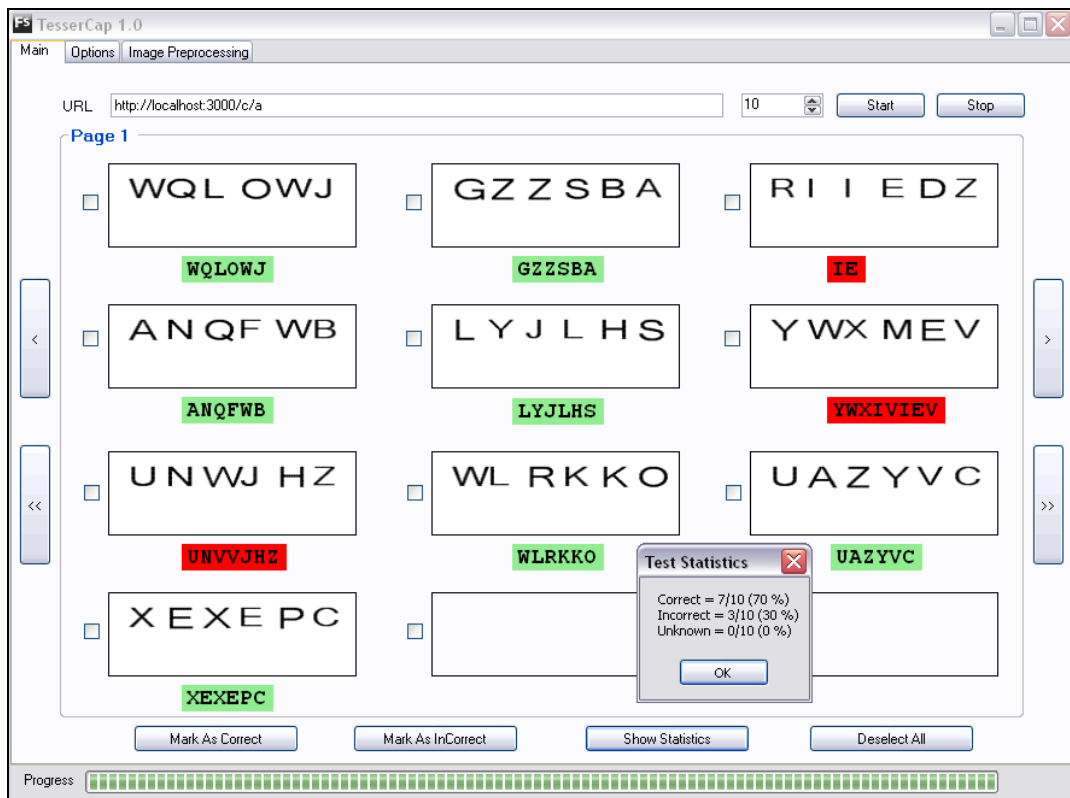 Fs TesserCap 1.0
Main Options Image Preprocessing
URL http://localhost:3000/c/a 10 Start Stop
Page 1
WQL OWJ GZZSBA RI I EDZ
WQLOWJ GZZSBA IE
ANQF WB LYJLHS YWX MEV
< >
ANQFWB LYJLHS YWXIVIEV
UNWJ HZ WL RKKO UAZYVC
<< >>
UNVVJHZ WLRKKO UAZYVC
Test Statistics
Correct = 7/10 (70 %)
Incorrect = 3/10 (30 %)
Unknown = 0/10 (0 %)
OK
XEXEPC
XEXEPC
Mark As Correct Mark As InCorrect Show Statistics Deselect All
Progress